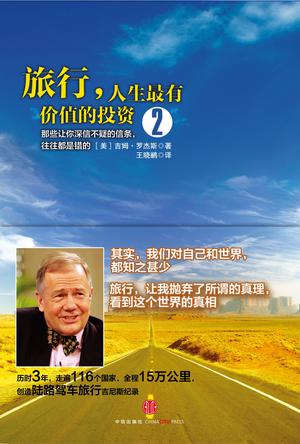 旅行，人生最有
价值的投资 2
那些让你深信不疑的信条，
往往都是错的 [美] 吉姆·罗杰斯 著
王晓鹂 译
其实，我们对自己和世界，
都知之甚少
旅行，让我抛弃了所谓的真理，
看到这个世界的真相
历时3年，走遍116个国家，全程15万公里，
创造陆路驾车旅行吉尼斯纪录
中信出版社 CHINA CITIC PRESS